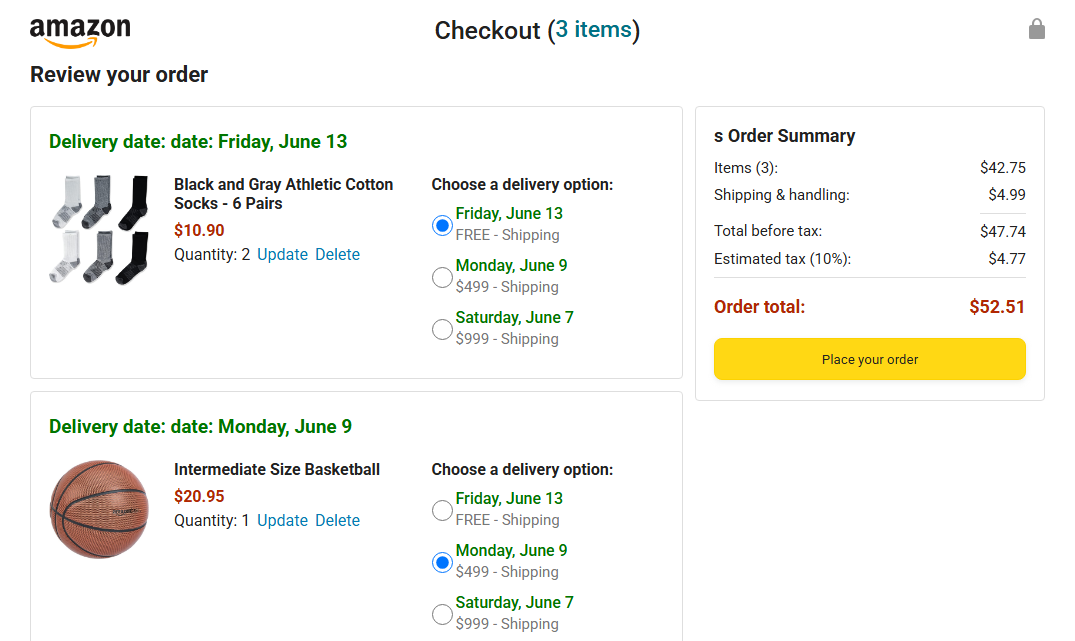 amazon
Checkout (3 items)
Review your order
Delivery date: date: Friday, June 13
Black and Gray Athletic Cotton
Socks - 6 Pairs
$10.90
Quantity: 2 Update Delete
Choose a delivery option:
Friday, June 13
FREE - Shipping
Monday, June 9
$499 - Shipping
Saturday, June 7
$999 - Shipping
s Order Summary
Items (3): $42.75
Shipping & handling: $4.99
Total before tax: $47.74
Estimated tax (10%): $4.77
Order total: $52.51
Place your order
Delivery date: date: Monday, June 9
Intermediate Size Basketball
$20.95
Quantity: 1 Update Delete
Choose a delivery option:
Friday, June 13
FREE - Shipping
Monday, June 9
$499 - Shipping
Saturday, June 7
$999 - Shipping